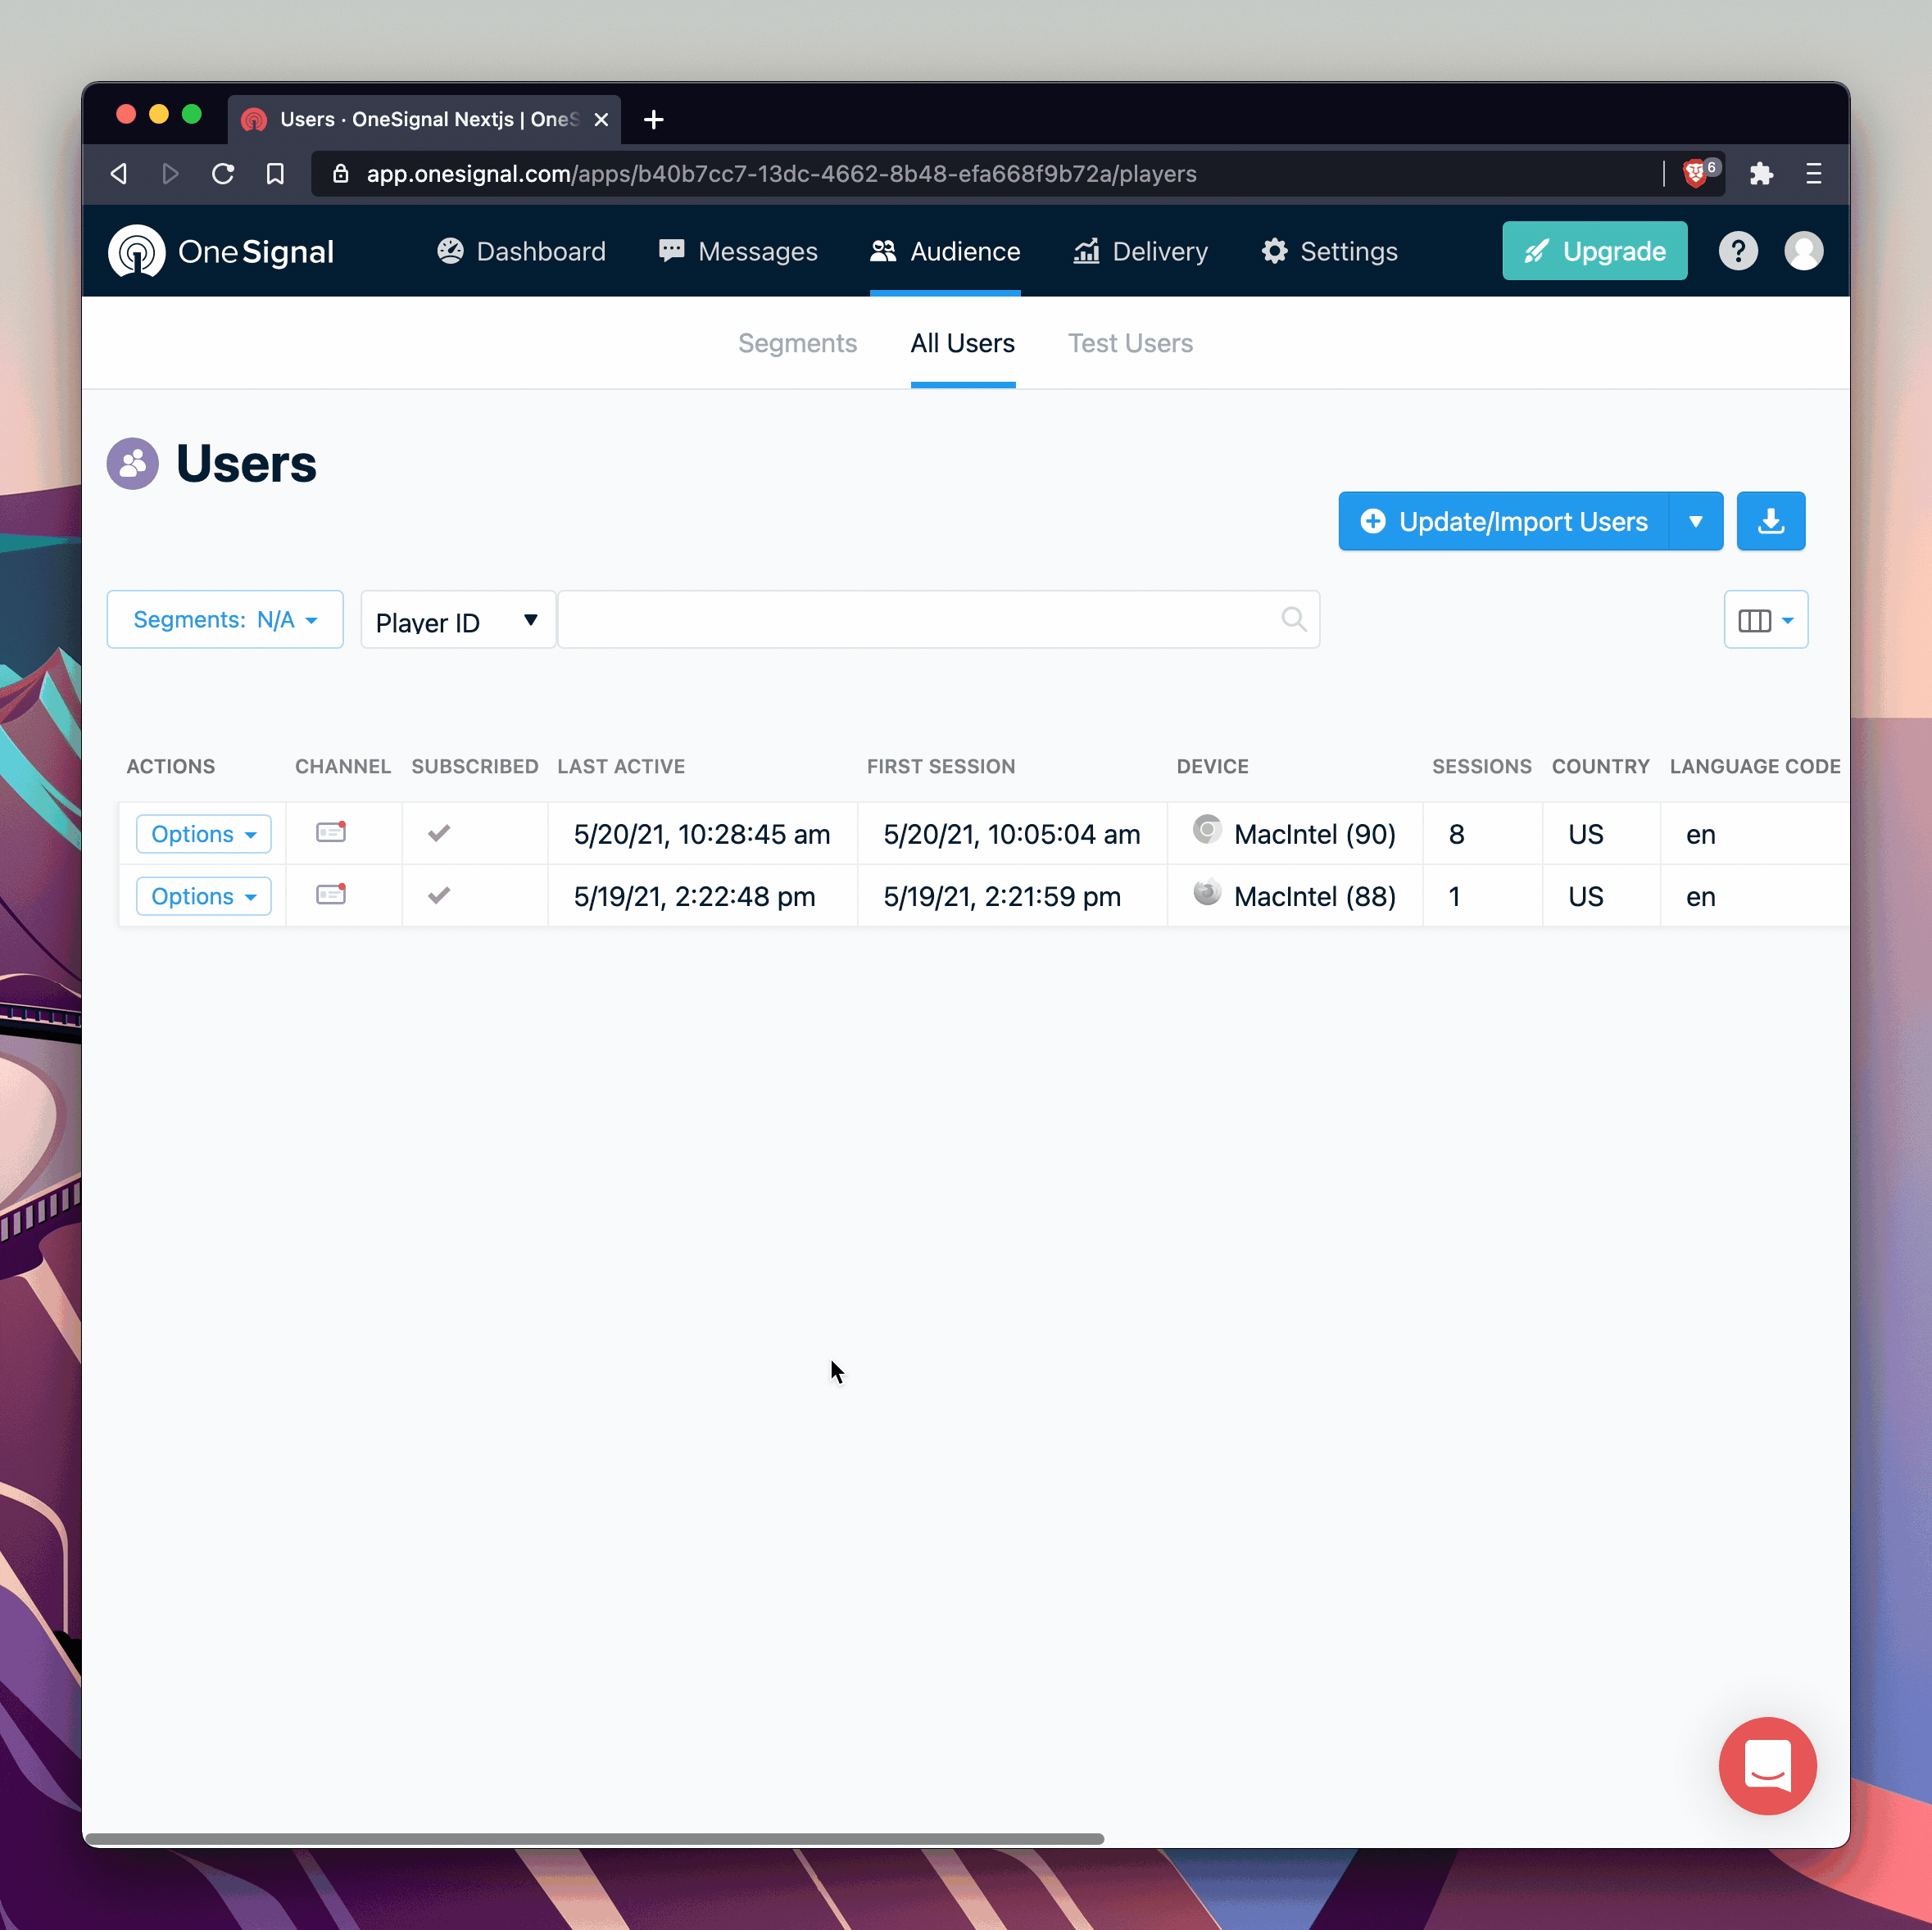 Users · OneSignal Nextjs | OneS
app.onesignal.com/apps/b40b7cc7-13dc-4662-8b48-efa668f9b72a/players
6
OneSignal
Dashboard
Messages
Audience
Delivery
Settings
Upgrade
?
Segments
All Users
Test Users
Users
Update/Import Users
Segments: N/A
Player ID
ACTIONS CHANNEL SUBSCRIBED LAST ACTIVE FIRST SESSION DEVICE SESSIONS COUNTRY LANGUAGE CODE
Options 5/20/21, 10:28:45 am 5/20/21, 10:05:04 am MacIntel (90) 8 US en
Options 5/19/21, 2:22:48 pm 5/19/21, 2:21:59 pm MacIntel (88) 1 US en